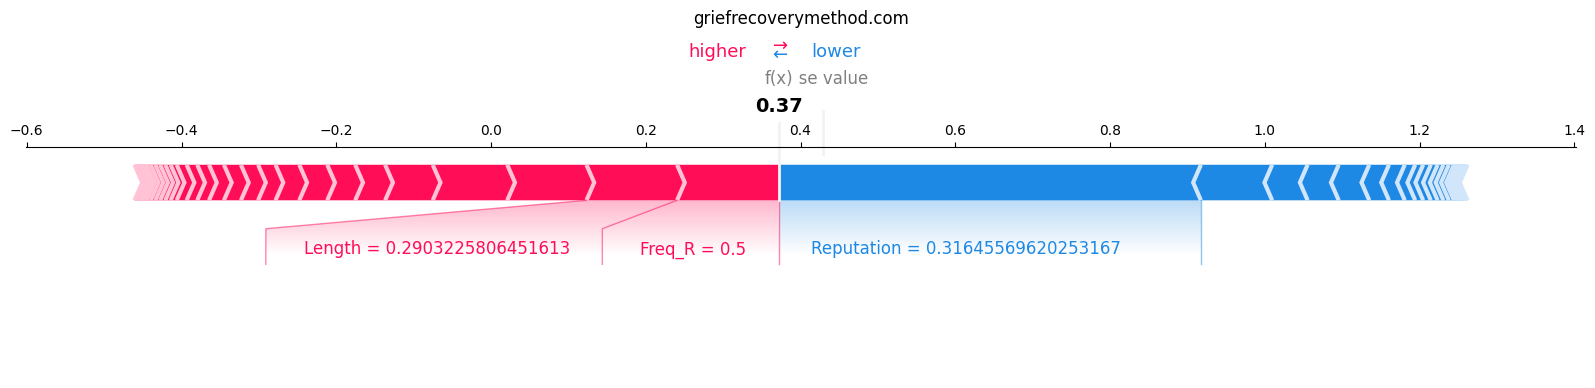 griefrecoverymethod.com
higher ⇄ lower
f(x) se value
0.37
−0.6 −0.4 −0.2 0.0 0.2 0.4 0.6 0.8 1.0 1.2 1.4
Length = 0.2903225806451613 Freq_R = 0.5 Reputation = 0.31645569620253167